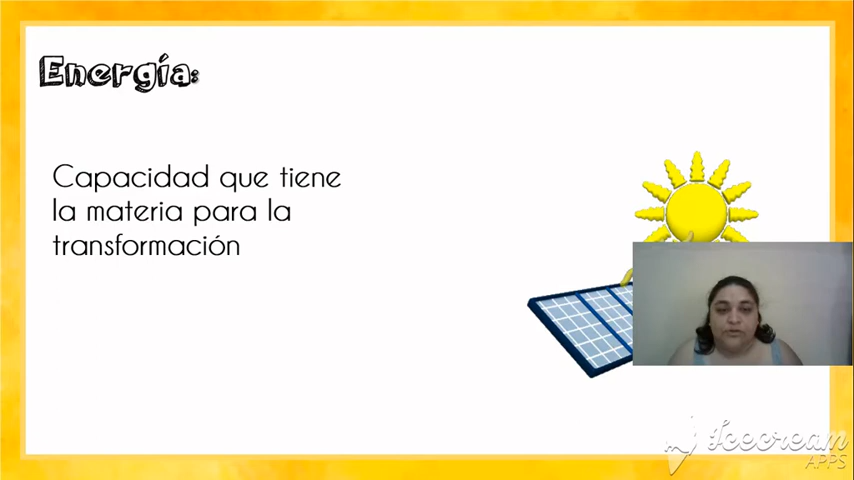 Energía:
Capacidad que tiene
la materia para la
transformación
Icecream
APPS